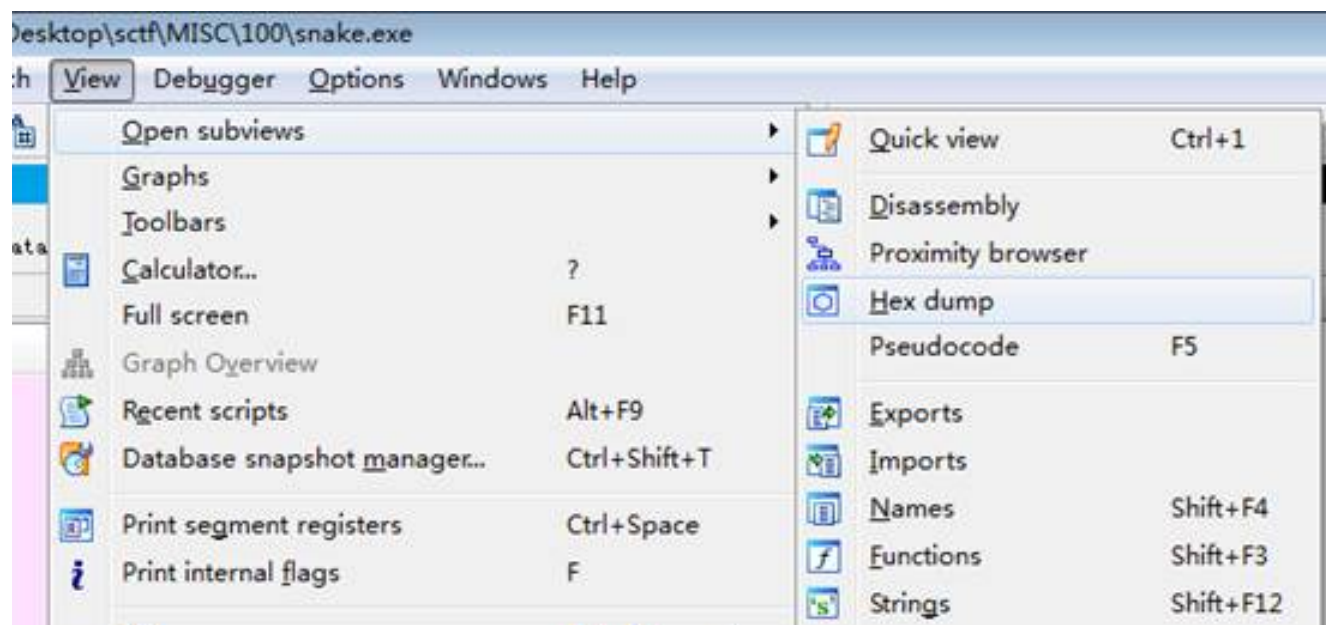 Desktop\sctf\MISC\100\snake.exe
View Debugger Options Windows Help
Open subviews
Graphs
Toolbars
Calculator... ?
Full screen F11
Graph Overview
Recent scripts Alt+F9
Database snapshot manager... Ctrl+Shift+T
Print segment registers Ctrl+Space
Print internal flags F
Quick view Ctrl+1
Disassembly
Proximity browser
Hex dump
Pseudocode F5
Exports
Imports
Names Shift+F4
Functions Shift+F3
Strings Shift+F12